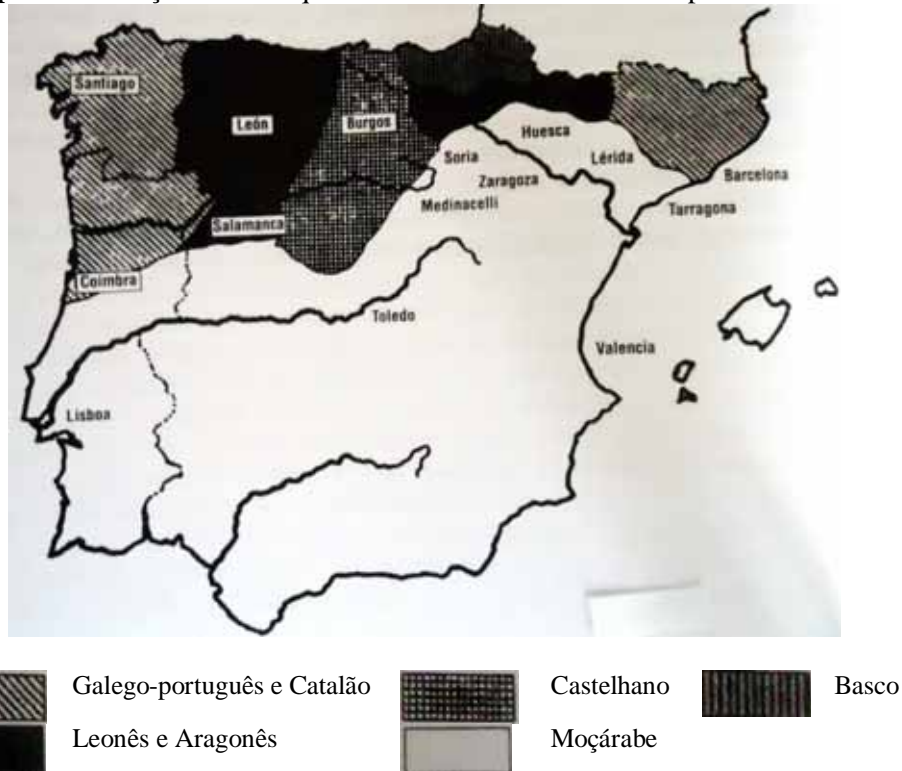 Santiago
León
Burgos
Huesca
Soria
Lérida
Zaragoza
Barcelona
Medinacelli
Tarragona
Salamanca
Coimbra
Toledo
Valencia
Lisboa
Galego-português e Catalão
Castelhano
Basco
Leonês e Aragonês
Moçárabe